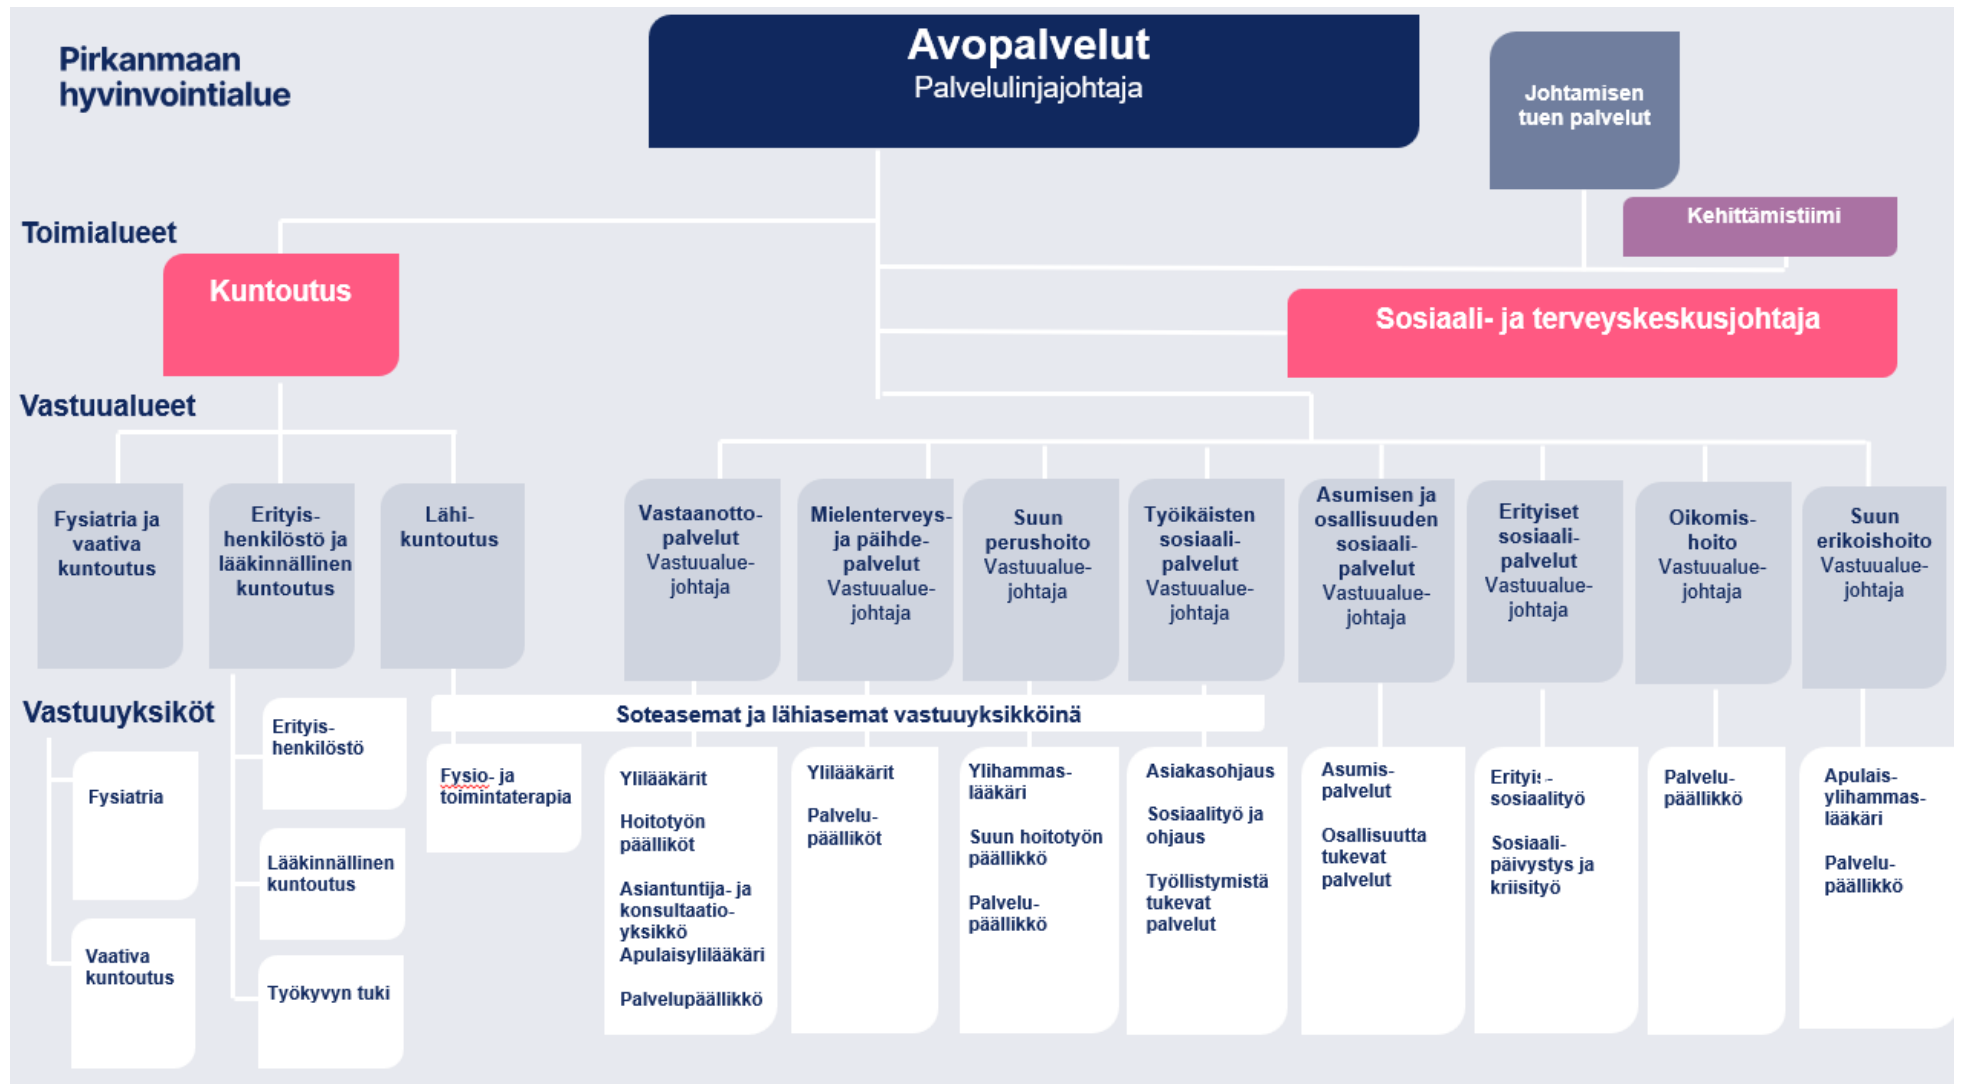 Pirkanmaan
hyvinvointialue
Avopalvelut
Palvelulinjajohtaja
Johtamisen
tuen palvelut
Kehittämistiimi
Toimialueet
Kuntoutus
Sosiaali- ja terveyskeskusjohtaja
Vastuualueet
Fysiatria ja
vaativa
kuntoutus
Erityis-
henkilöstö ja
lääkinnällinen
kuntoutus
Lähi-
kuntoutus
Vastaanotto-
palvelut
Vastuualue-
johtaja
Mielenterveys-
ja päihde-
palvelut
Vastuualue-
johtaja
Suun
perushoito
Vastuualue-
johtaja
Työikäisten
sosiaali-
palvelut
Vastuualue-
johtaja
Asumisen ja
osallisuuden
sosiaali-
palvelut
Vastuualue-
johtaja
Erityiset
sosiaali-
palvelut
Vastuualue-
johtaja
Oikomis-
hoito
Vastuualue-
johtaja
Suun
erikoishoito
Vastuualue-
johtaja
Vastuuyksiköt
Soteasemat ja lähiasemat vastuuyksikköinä
Fysiatria
Vaativa
kuntoutus
Erityis-
henkilöstö
Lääkinnällinen
kuntoutus
Työkyvyn tuki
Fysio- ja
toimintaterapia
Ylilääkärit
Hoitotyön
päälliköt
Asiantuntija- ja
konsultaatio-
yksikkö
Apulaisylilääkäri
Palvelupäällikkö
Ylilääkärit
Palvelu-
päälliköt
Ylihammas-
lääkäri
Suun hoitotyön
päällikkö
Palvelu-
päällikkö
Asiakasohjaus
Sosiaalityö ja
ohjaus
Työllistymistä
tukevat
palvelut
Asumis-
palvelut
Osallisuutta
tukevat
palvelut
Erityis-
sosiaalityö
Sosiaali-
päivystys ja
kriisityö
Palvelu-
päällikkö
Apulais-
ylihammas-
lääkäri
Palvelu-
päällikkö